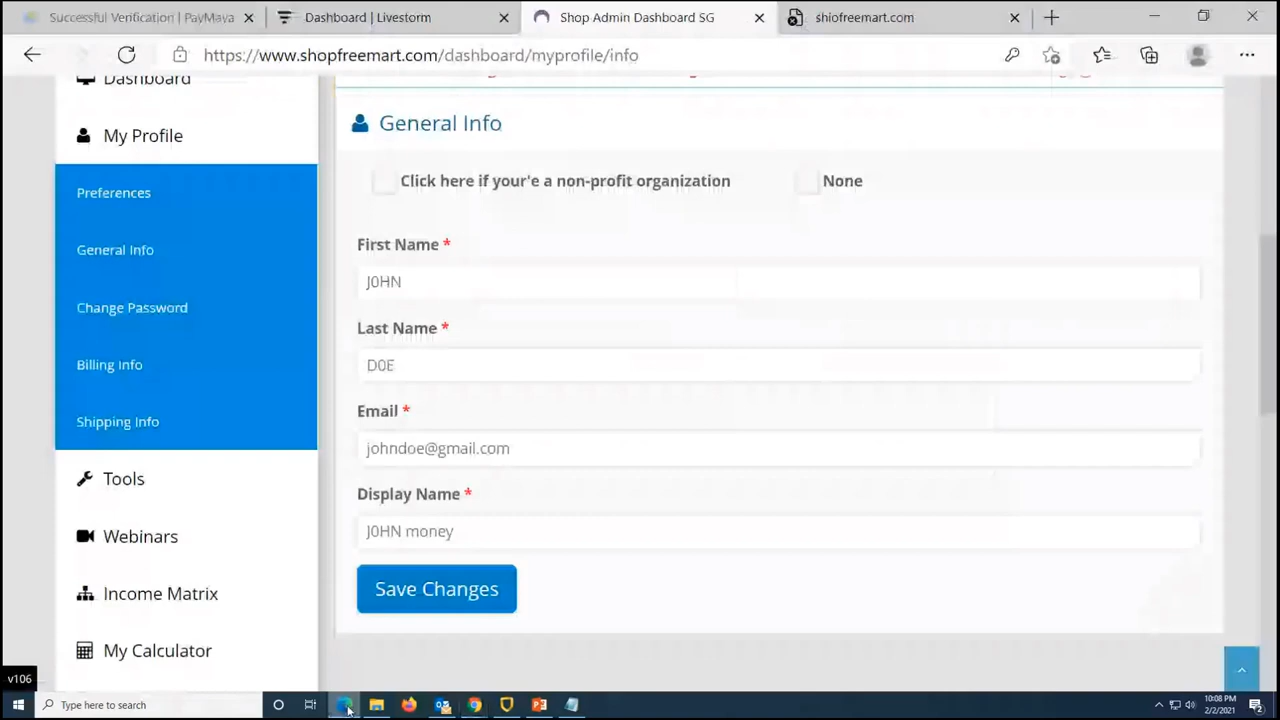 Successful Verification | PayMaya
Dashboard | Livestorm
Shop Admin Dashboard SG
shiofreemart.com
https://www.shopfreemart.com/dashboard/myprofile/info
Dashboard
My Profile
Preferences
General Info
Change Password
Billing Info
Shipping Info
Tools
Webinars
Income Matrix
My Calculator
General Info
Click here if your'e a non-profit organization
None
First Name *
J0HN
Last Name *
D0E
Email *
johndoe@gmail.com
Display Name *
J0HN money
Save Changes
v106
Type here to search
10:08 PM
2/2/2021
2